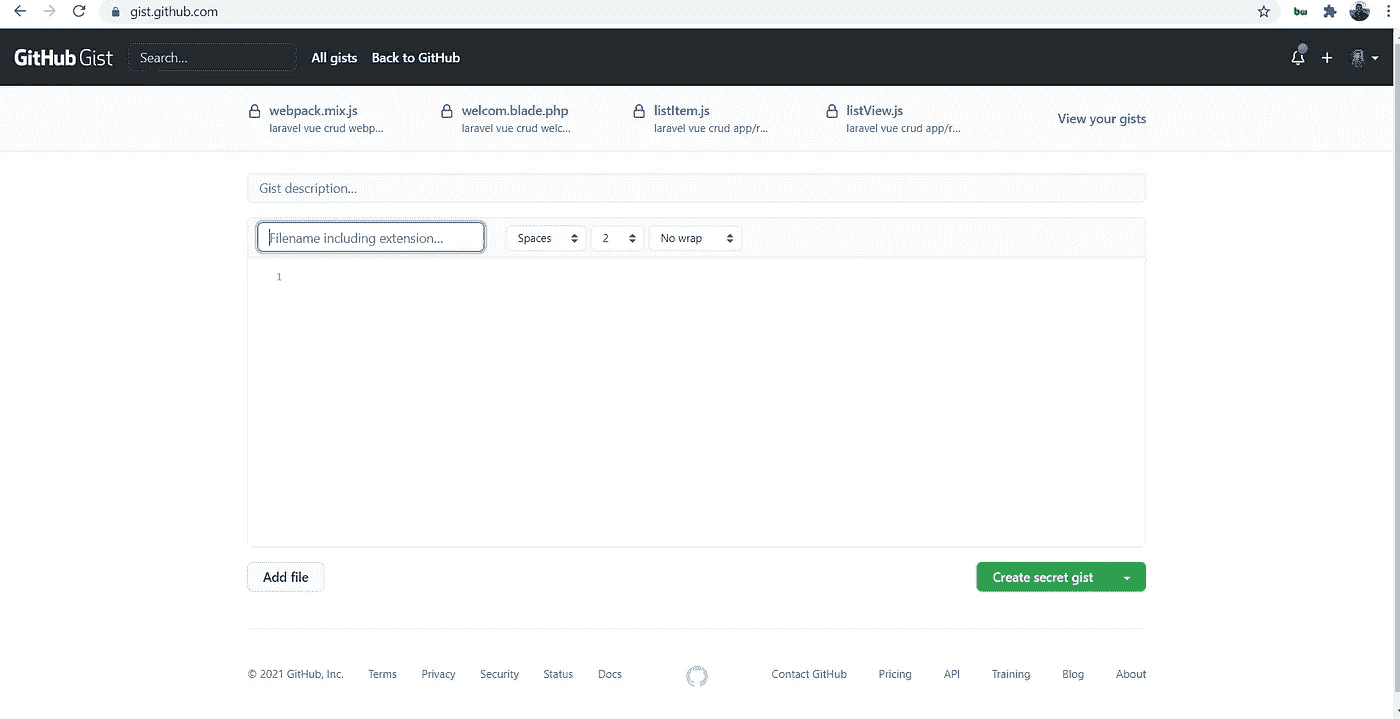 gist.github.com
bw
GitHub Gist
Search...
All gists
Back to GitHub
webpack.mix.js
laravel vue crud webp...
welcom.blade.php
laravel vue crud welc...
listItem.js
laravel vue crud app/r...
listView.js
laravel vue crud app/r...
View your gists
Gist description...
Filename including extension...
Spaces
2
No wrap
1
Add file
Create secret gist
© 2021 GitHub, Inc.
Terms
Privacy
Security
Status
Docs
Contact GitHub
Pricing
API
Training
Blog
About